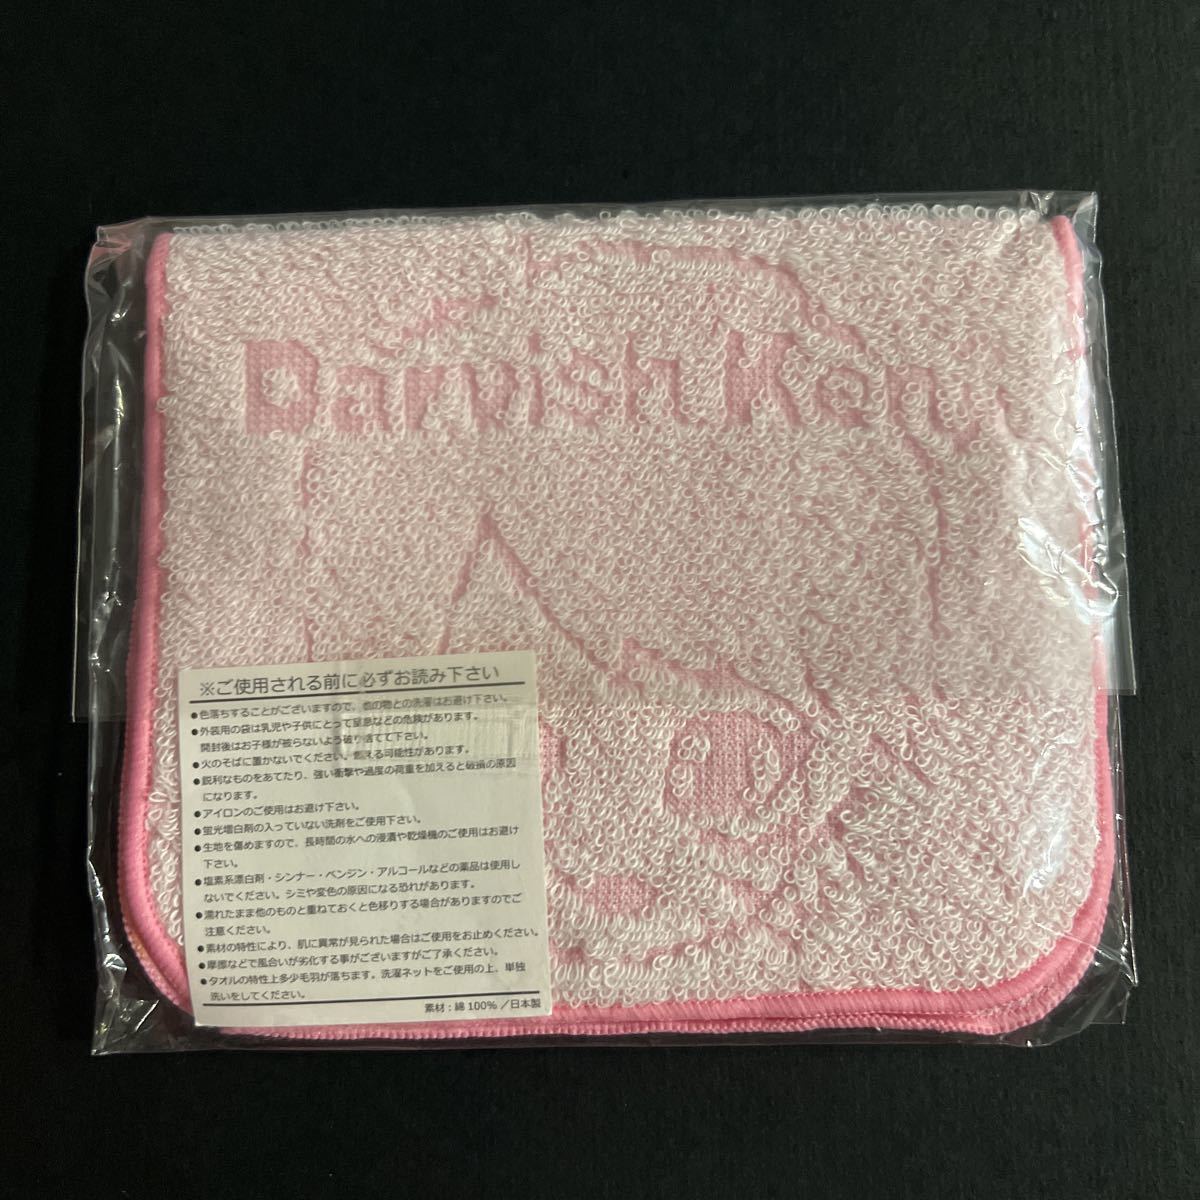 Darvish Ken
※ご使用される前に必ずお読み下さい
●色落ちすることがございますので、他の物との洗濯はお避け下さい。
●外装用の袋は乳児や子供にとって窒息などの危険があります。
開封後はお子様が被らないよう破り捨てて下さい。
●火のそばに置かないでください。燃える可能性があります。
●鋭利なものをあてたり、強い衝撃や過度の荷重を加えると破損の原因
になります。
●アイロンのご使用はお避け下さい。
●蛍光増白剤の入っていない洗剤をご使用下さい。
●生地を傷めますので、長時間の水への浸漬や乾燥機のご使用はお避け
下さい。
●塩素系漂白剤・シンナー・ベンジン・アルコールなどの薬品は使用し
ないでください。シミや変色の原因になる恐れがあります。
●濡れたまま他のものと重ねておくと色移りする場合がありますのでご
注意ください。
●素材の特性により、肌に異常が見られた場合はご使用をお止めください。
●摩擦などで風合いが劣化する事がございますがご了承ください。
●タオルの特性上多少毛羽が落ちます。洗濯ネットをご使用の上、単独
洗いをしてください。
素材：綿100％／日本製